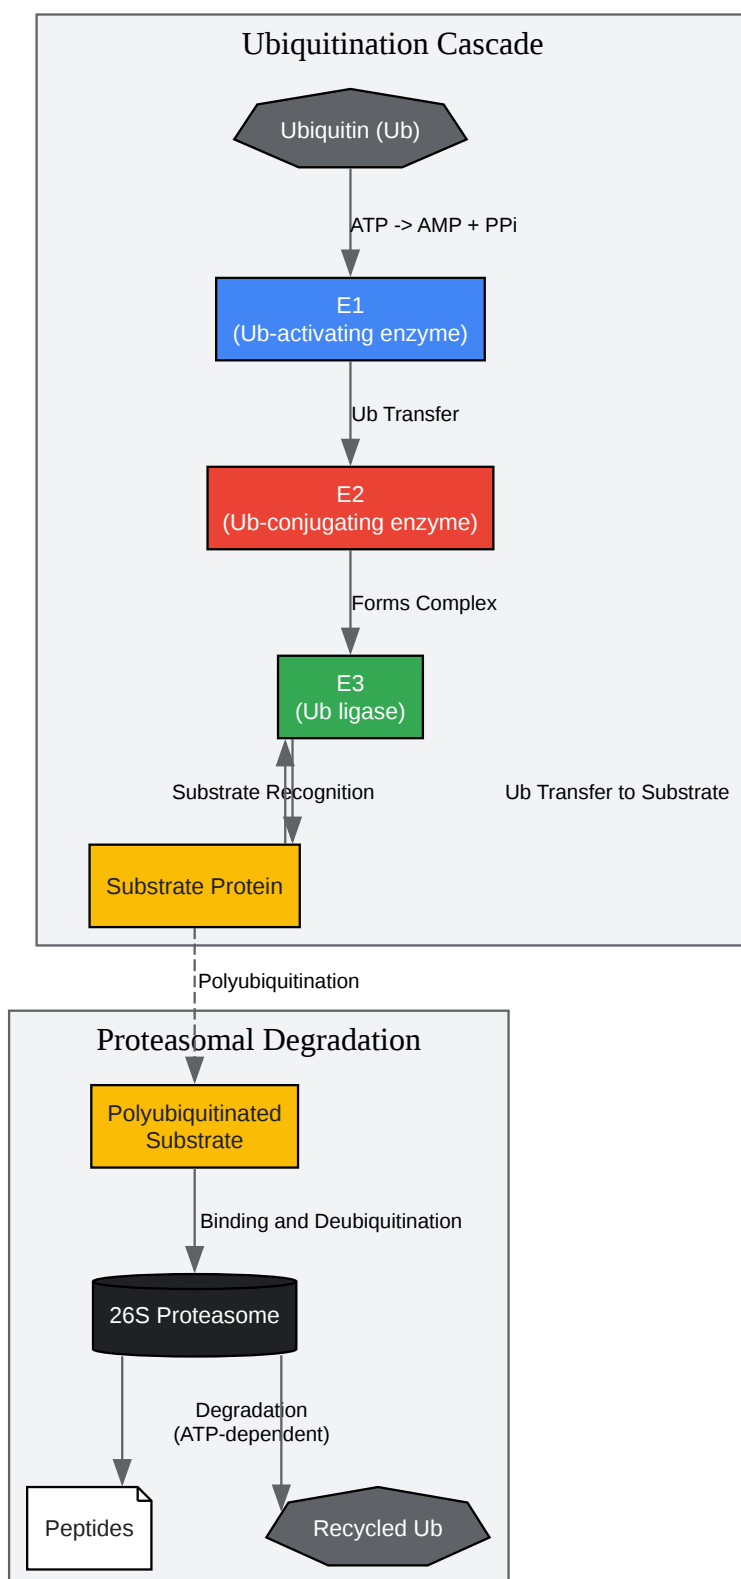 Ubiquitination Cascade
Ubiquitin (Ub)
ATP -> AMP + PPi
E1
(Ub-activating enzyme)
Ub Transfer
E2
(Ub-conjugating enzyme)
Forms Complex
E3
(Ub ligase)
Substrate Recognition
Ub Transfer to Substrate
Substrate Protein
Polyubiquitination
Proteasomal Degradation
Polyubiquitinated
Substrate
Binding and Deubiquitination
26S Proteasome
Degradation
(ATP-dependent)
Peptides
Recycled Ub